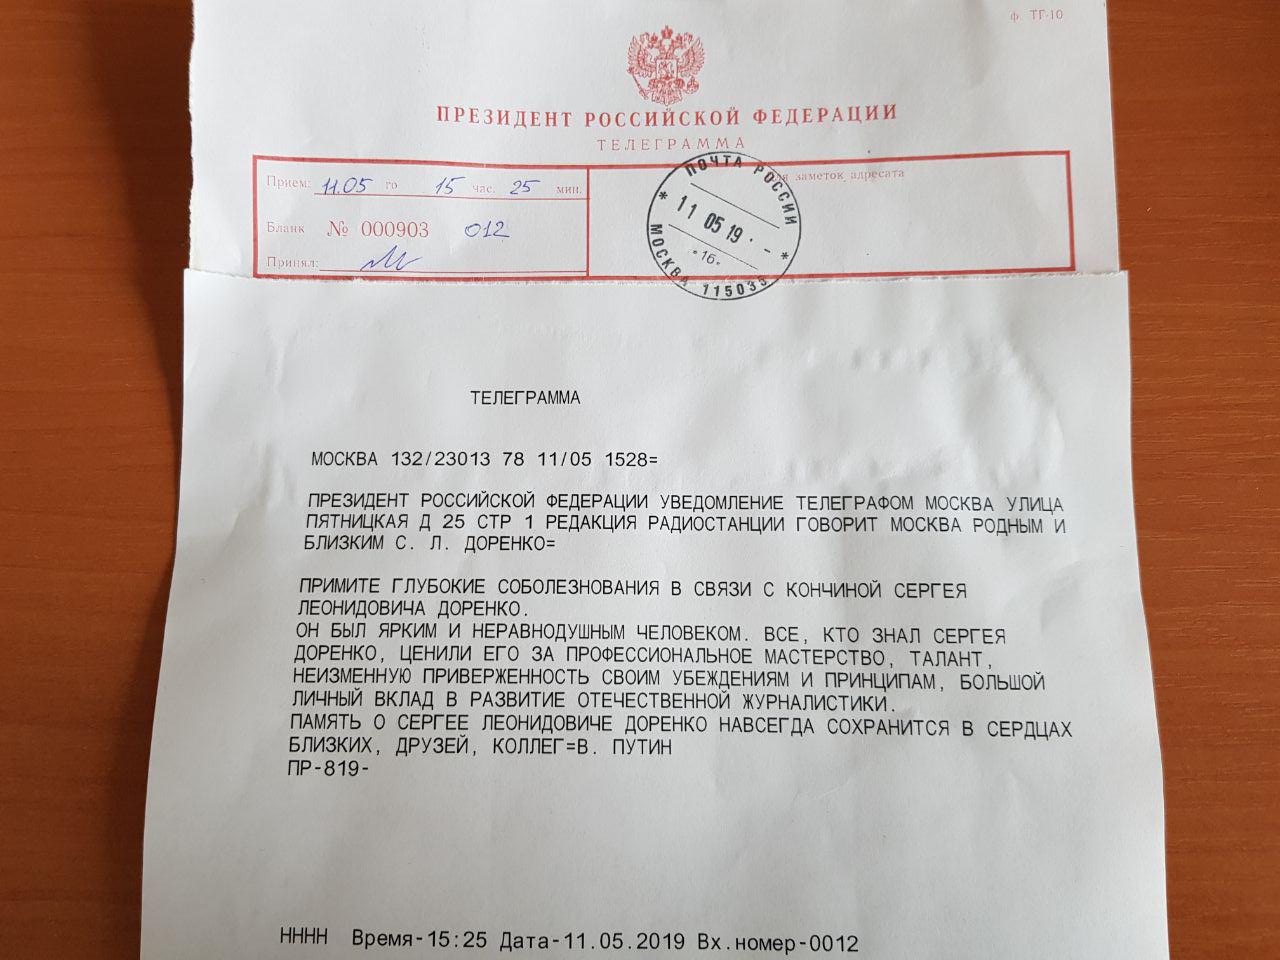 ф. ТГ-10
ПРЕЗИДЕНТ РОССИЙСКОЙ ФЕДЕРАЦИИ
ТЕЛЕГРАММА
Прием: 11.05 го 15 час. 25 мин.
для заметок адресата
Бланк № 000903 012
Принял:
ПОЧТА РОССИИ
11 05 19
16
МОСКВА 115035
ТЕЛЕГРАММА
МОСКВА 132/23013 78 11/05 1528=
ПРЕЗИДЕНТ РОССИЙСКОЙ ФЕДЕРАЦИИ УВЕДОМЛЕНИЕ ТЕЛЕГРАФОМ МОСКВА УЛИЦА
ПЯТНИЦКАЯ Д 25 СТР 1 РЕДАКЦИЯ РАДИОСТАНЦИИ ГОВОРИТ МОСКВА РОДНЫМ И
БЛИЗКИМ С. Л. ДОРЕНКО=
ПРИМИТЕ ГЛУБОКИЕ СОБОЛЕЗНОВАНИЯ В СВЯЗИ С КОНЧИНОЙ СЕРГЕЯ
ЛЕОНИДОВИЧА ДОРЕНКО.
ОН БЫЛ ЯРКИМ И НЕРАВНОДУШНЫМ ЧЕЛОВЕКОМ. ВСЕ, КТО ЗНАЛ СЕРГЕЯ
ДОРЕНКО, ЦЕНИЛИ ЕГО ЗА ПРОФЕССИОНАЛЬНОЕ МАСТЕРСТВО, ТАЛАНТ,
НЕИЗМЕННУЮ ПРИВЕРЖЕННОСТЬ СВОИМ УБЕЖДЕНИЯМ И ПРИНЦИПАМ, БОЛЬШОЙ
ЛИЧНЫЙ ВКЛАД В РАЗВИТИЕ ОТЕЧЕСТВЕННОЙ ЖУРНАЛИСТИКИ.
ПАМЯТЬ О СЕРГЕЕ ЛЕОНИДОВИЧЕ ДОРЕНКО НАВСЕГДА СОХРАНИТСЯ В СЕРДЦАХ
БЛИЗКИХ, ДРУЗЕЙ, КОЛЛЕГ=В. ПУТИН
ПР-819-
НННН Время-15:25 Дата-11.05.2019 Вх.номер-0012